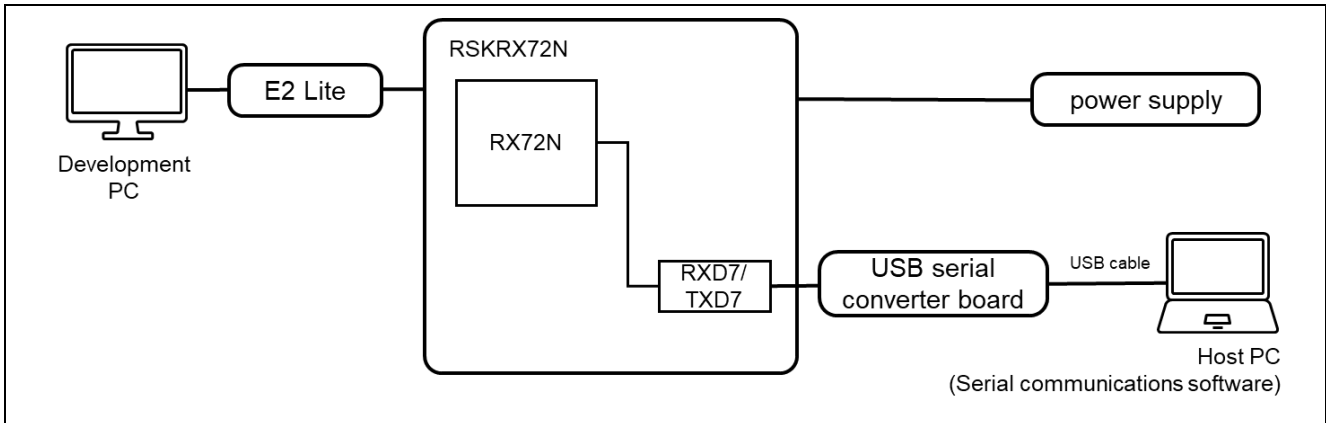 RSKRX72N
E2 Lite
power supply
RX72N
Development
PC
RXD7/
TXD7
USB serial
converter board
USB cable
Host PC
(Serial communications software)